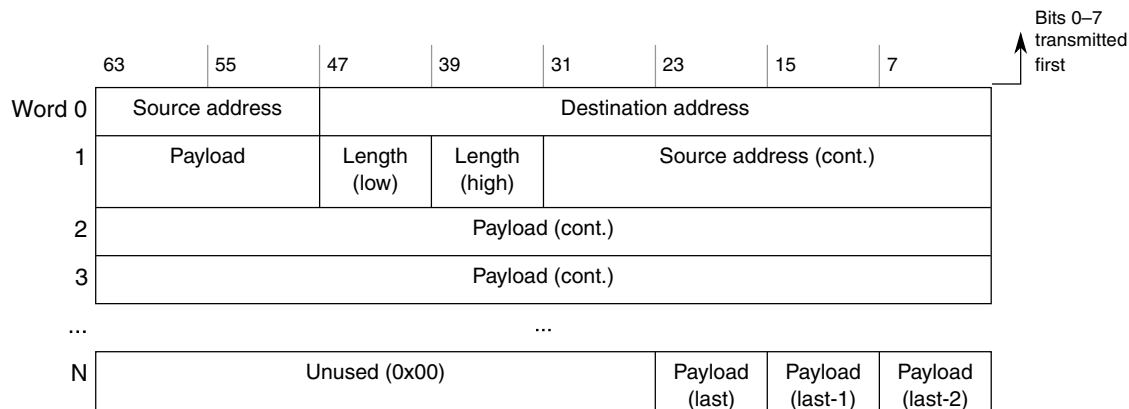 Bits 0–7
transmitted
first
63 55 47 39 31 23 15 7
Word 0 Source address Destination address
1 Payload Length (low) Length (high) Source address (cont.)
2 Payload (cont.)
3 Payload (cont.)
... ...
N Unused (0x00) Payload (last) Payload (last-1) Payload (last-2)